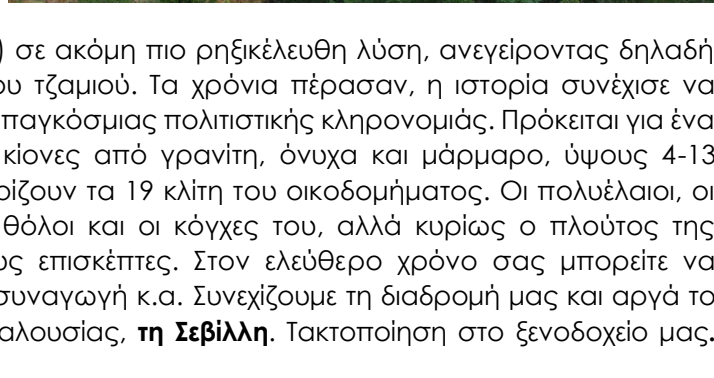 ) σε ακόμη πιο ρηξικέλευθη λύση, ανεγείροντας δηλαδή
ου τζαμιού. Τα χρόνια πέρασαν, η ιστορία συνέχισε να
παγκόσμιας πολιτιστικής κληρονομιάς. Πρόκειται για ένα
κίονες από γρανίτη, όνυχα και μάρμαρο, ύψους 4-13
ρίζουν τα 19 κλίτη του οικοδομήματος. Οι πολυέλαιοι, οι
θόλοι και οι κόγχες του, αλλά κυρίως ο πλούτος της
υς επισκέπτες. Στον ελεύθερο χρόνο σας μπορείτε να
συναγωγή κ.α. Συνεχίζουμε τη διαδρομή μας και αργά το
αλουσίας, τη Σεβίλλη. Τακτοποίηση στο ξενοδοχείο μας.